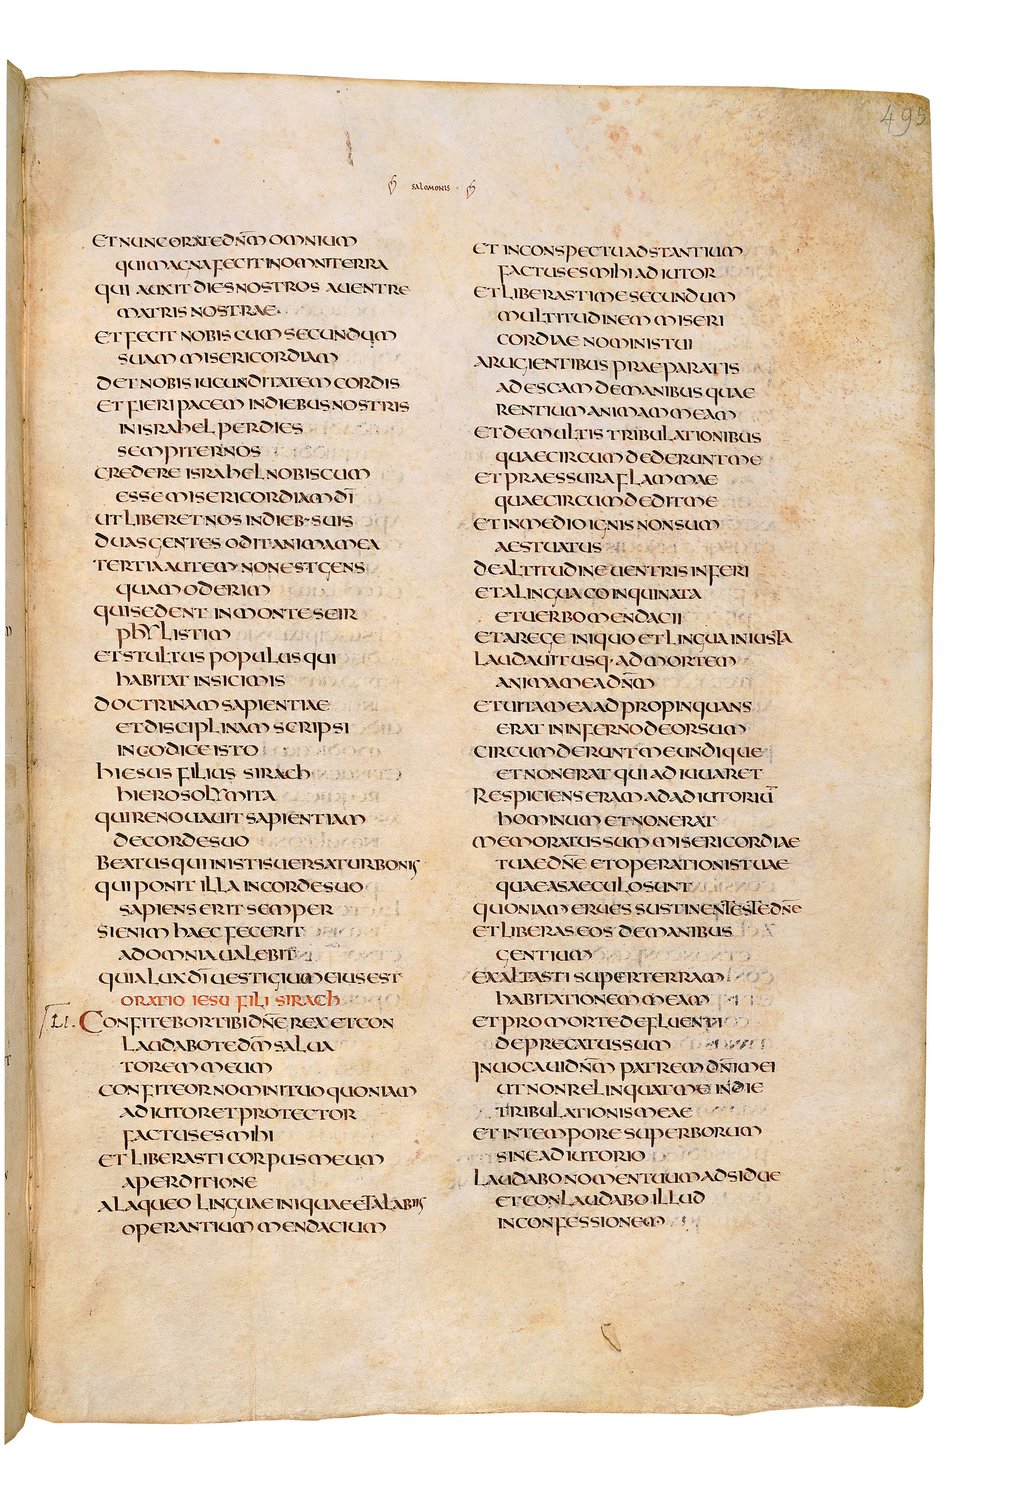 495
SALOMONIS
ET NUNC ORATE DNM OMNIUM
QUI MAGNA FECIT IN OMNI TERRA
QUI AUXIT DIES NOSTROS A UENTRE
MATRIS NOSTRAE
ET FECIT NOBISCUM SECUNDUM
SUAM MISERICORDIAM
DET NOBIS IUCUNDITATEM CORDIS
ET FIERI PACEM IN DIEBUS NOSTRIS
IN ISRAHEL PER DIES
SEMPITERNOS
CREDERE ISRAHEL NOBISCUM
ESSE MISERICORDIAM DI
UT LIBERET NOS IN DIEB· SUIS
DUAS GENTES ODIT ANIMA MEA
TERTIA AUTEM NON EST GENS
QUAM ODERIM
QUI SEDENT IN MONTE SEIR
PHYLISTIM
ET STULTUS POPULUS QUI
HABITAT IN SICIMIS
DOCTRINAM SAPIENTIAE
ET DISCIPLINAM SCRIPSI
IN CODICE ISTO
HIESUS FILIUS SIRACH
HIEROSOLYMITA
QUI RENOUAUIT SAPIENTIAM
DE CORDE SUO
BEATUS QUI IN ISTIS UERSATUR BONIS
QUI PONIT ILLA IN CORDE SUO
SAPIENS ERIT SEMPER
SI ENIM HAEC FECERIT
AD OMNIA UALEBIT
QUIA LUX DI UESTIGIUM EIUS EST
ORATIO IESU FILI SIRACH
LI. CONFITEBOR TIBI DNE REX ET CON
LAUDABO TE DM SALUA
TOREM MEUM
CONFITEOR NOMINI TUO QUONIAM
ADIUTOR ET PROTECTOR
FACTUS ES MIHI
ET LIBERASTI CORPUS MEUM
A PERDITIONE
A LAQUEO LINGUAE INIQUAE ET A LABIIS
OPERANTIUM MENDACIUM
ET IN CONSPECTU ADSTANTIUM
FACTUS ES MIHI ADIUTOR
ET LIBERASTI ME SECUNDUM
MULTITUDINEM MISERI
CORDIAE NOMINIS TUI
A RUGIENTIBUS PRAEPARATIS
AD ESCAM DE MANIBUS QUAE
RENTIUM ANIMAM MEAM
ET DE MULTIS TRIBULATIONIBUS
QUAE CIRCUMDEDERUNT ME
ET PRAESSURA FLAMMAE
QUAE CIRCUMDEDIT ME
ET IN MEDIO IGNIS NON SUM
AESTUATUS
DE ALTITUDINE UENTRIS INFERI
ET A LINGUA COINQUINATA
ET UERBO MENDACII
ET A REGE INIQUO ET LINGUA INIUSTA
LAUDAUIT USQ· AD MORTEM
ANIMA MEA DNM
ET UITA MEA ADPROPINQUANS
ERAT IN INFERNO DEORSUM
CIRCUMDERUNT ME UNDIQUE
ET NON ERAT QUI ADIUUARET
RESPICIENS ERAM AD ADIUTORIU
HOMINUM ET NON ERAT
MEMORATUS SUM MISERICORDIAE
TUAE DNE ET OPERATIONIS TUAE
QUAE A SAECULO SUNT
QUONIAM ERUES SUSTINENTES TE DNE
ET LIBERAS EOS DE MANIBUS
GENTIUM
EXALTASTI SUPER TERRAM
HABITATIONEM MEAM
ET PRO MORTE DEFLUENTI
DEPRECATUS SUM
INUOCAUI DNM PATREM DNI MEI
UT NON RELINQUAT ME IN DIE
TRIBULATIONIS MEAE
ET IN TEMPORE SUPERBORUM
SINE ADIUTORIO
LAUDABO NOMEN TUUM ADSIDUE
ET CONLAUDABO ILLUD
IN CONFESSIONEM